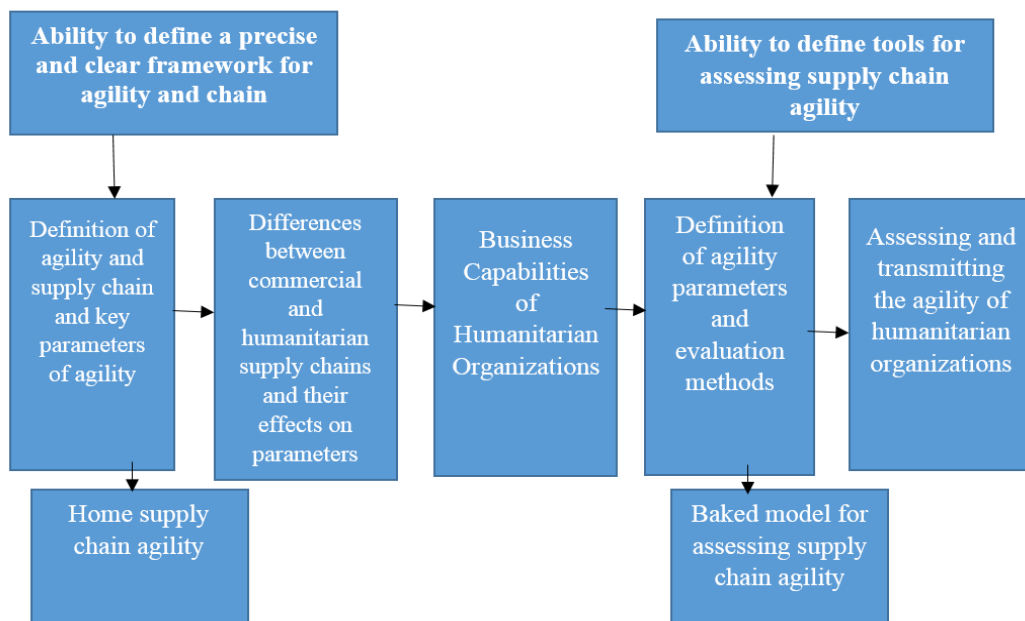 Ability to define a precise
and clear framework for
agility and chain
Ability to define tools for
assessing supply chain
agility
Definition of
agility and
supply chain
and key
parameters
of agility
Differences
between
commercial
and
humanitarian
supply chains
and their
effects on
parameters
Business
Capabilities
of
Humanitarian
Organizations
Definition
of agility
parameters
and
evaluation
methods
Assessing and
transmitting
the agility of
humanitarian
organizations
Home supply
chain agility
Baked model for
assessing supply
chain agility